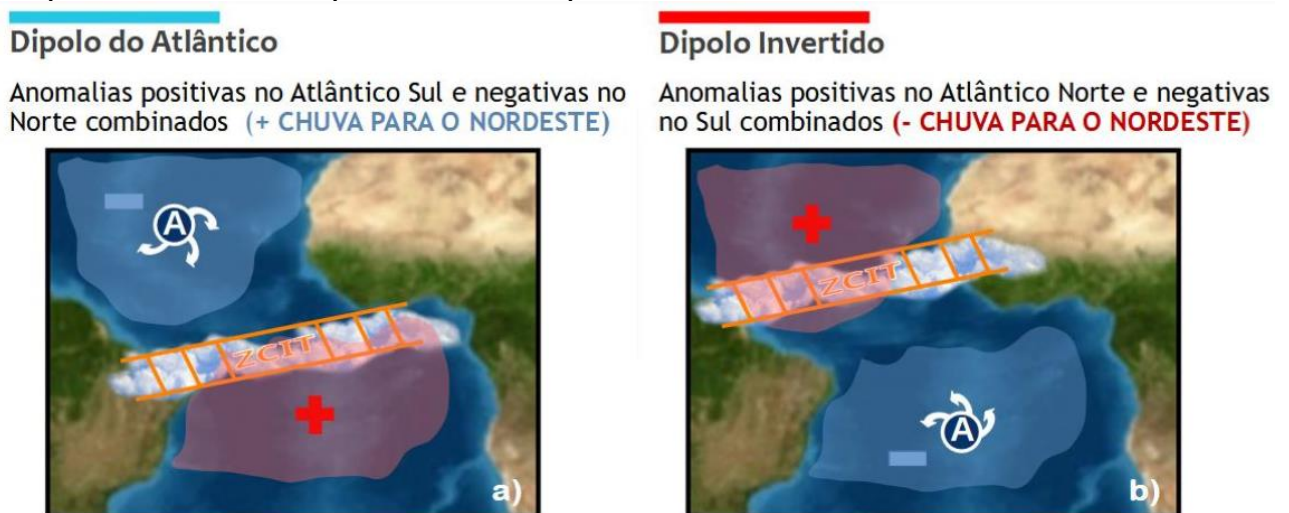 Dipolo do Atlântico
Anomalias positivas no Atlântico Sul e negativas no
Norte combinados (+ CHUVA PARA O NORDESTE)
A
ZCIT
a)
Dipolo Invertido
Anomalias positivas no Atlântico Norte e negativas
no Sul combinados (- CHUVA PARA O NORDESTE)
ZCIT
A
b)